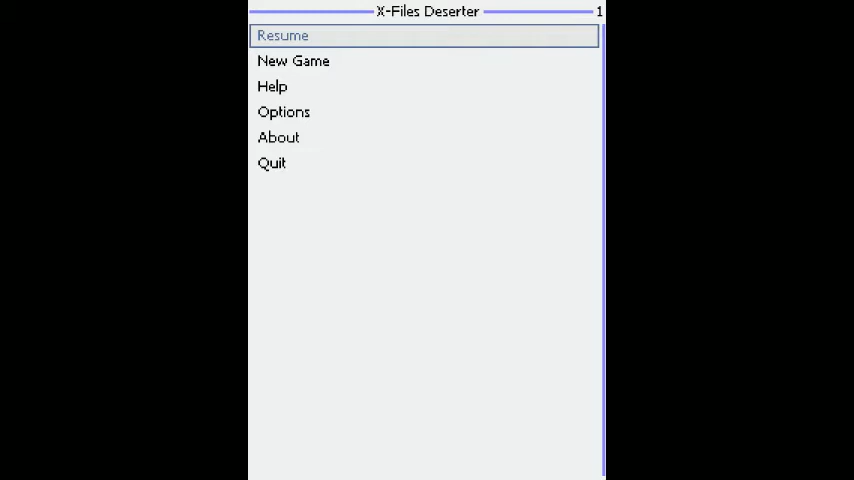 X-Files Deserter 1
Resume
New Game
Help
Options
About
Quit